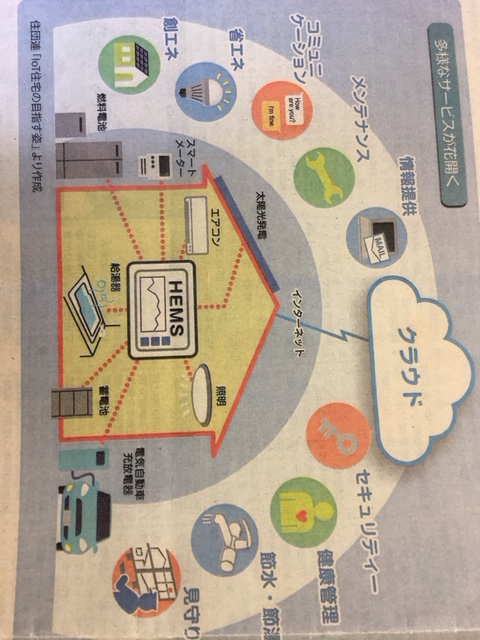 多様なサービスが花開く
クラウド
インターネット
創エネ
省エネ
コミュニ
ケーション
How
are you?
I'm fine
メンテナンス
情報提供
MAIL
セキュリティー
健康管理
節水・節湯
見守り
太陽光発電
スマート
メーター
エアコン
燃料電池
HEMS
給湯器
照明
蓄電池
電気自動車
充放電器
住団連「IoT住宅の目指す姿」より作成